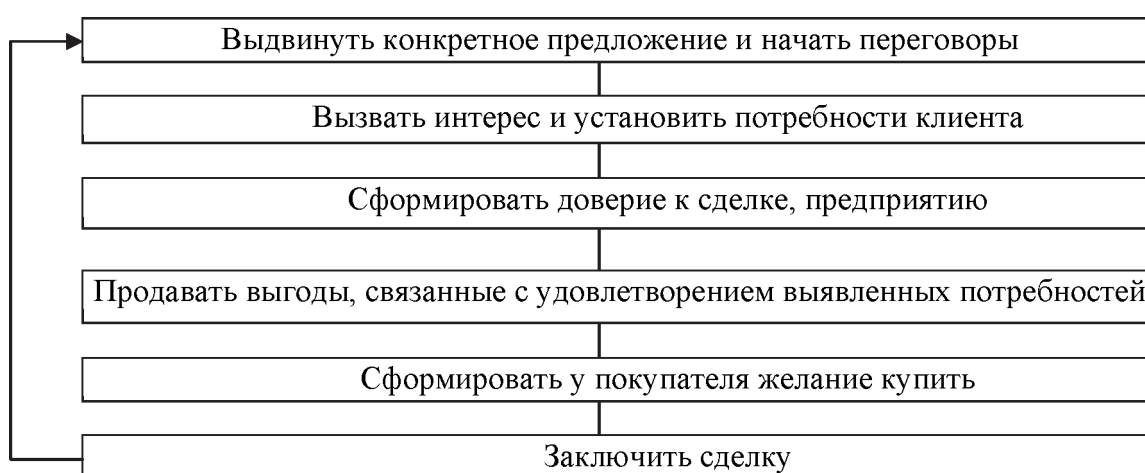 Выдвинуть конкретное предложение и начать переговоры
Вызвать интерес и установить потребности клиента
Сформировать доверие к сделке, предприятию
Продавать выгоды, связанные с удовлетворением выявленных потребностей
Сформировать у покупателя желание купить
Заключить сделку